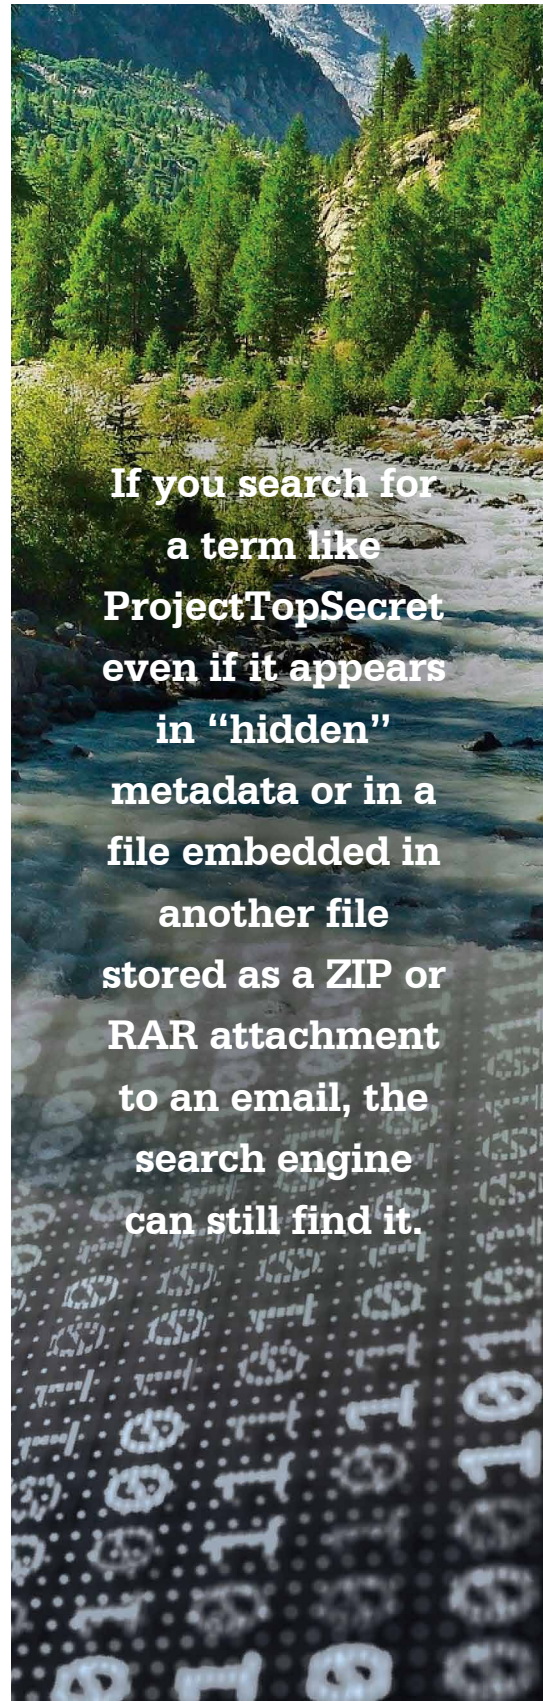 If you search for
a term like
ProjectTopSecret
even if it appears
in “hidden”
metadata or in a
file embedded in
another file
stored as a ZIP or
RAR attachment
to an email, the
search engine
can still find it.